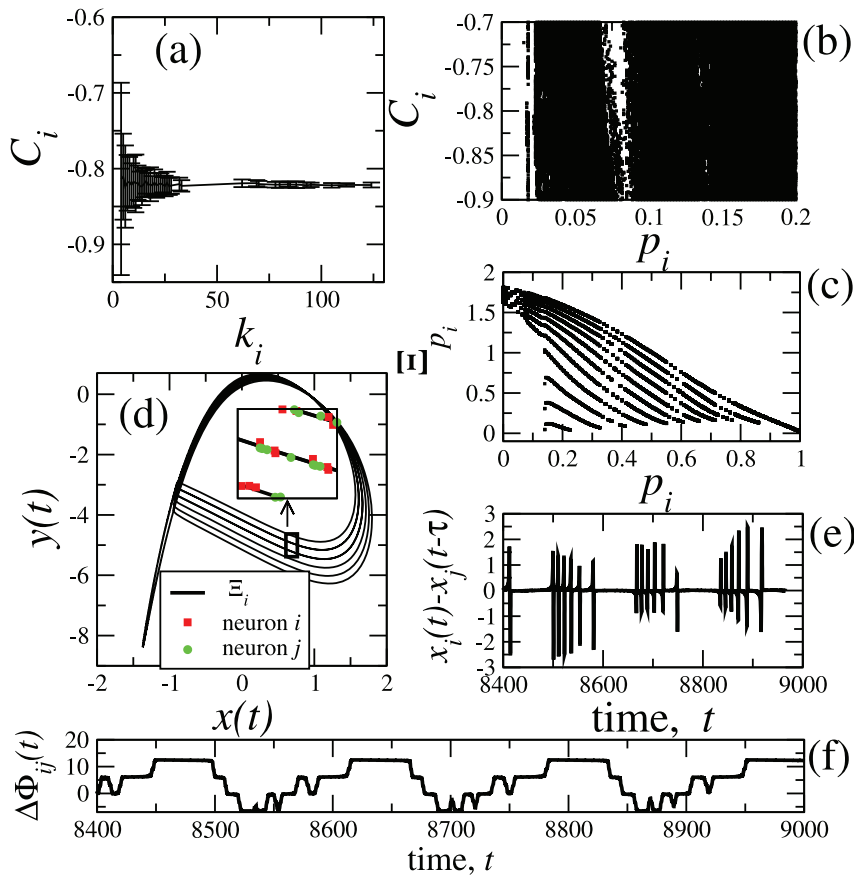 (a)
-0.6
-0.7
-0.8
-0.9
C_i
0
50
100
k_i
(b)
-0.7
-0.75
-0.8
-0.85
-0.9
C_i
0
0.05
0.1
0.15
0.2
p_i
(c)
2
1.5
1
0.5
0
Ξ p_i
0
0.2
0.4
0.6
0.8
1
p_i
(d)
0
-2
-4
-6
-8
y(t)
Ξ_i
neuron i
neuron j
-2
-1
0
1
2
x(t)
(e)
3
2
1
0
-1
-2
-3
x_i(t)-x_j(t-τ)
8400
8600
8800
9000
time, t
(f)
20
10
0
ΔΦ_ij(t)
8400
8500
8600
8700
8800
8900
9000
time, t